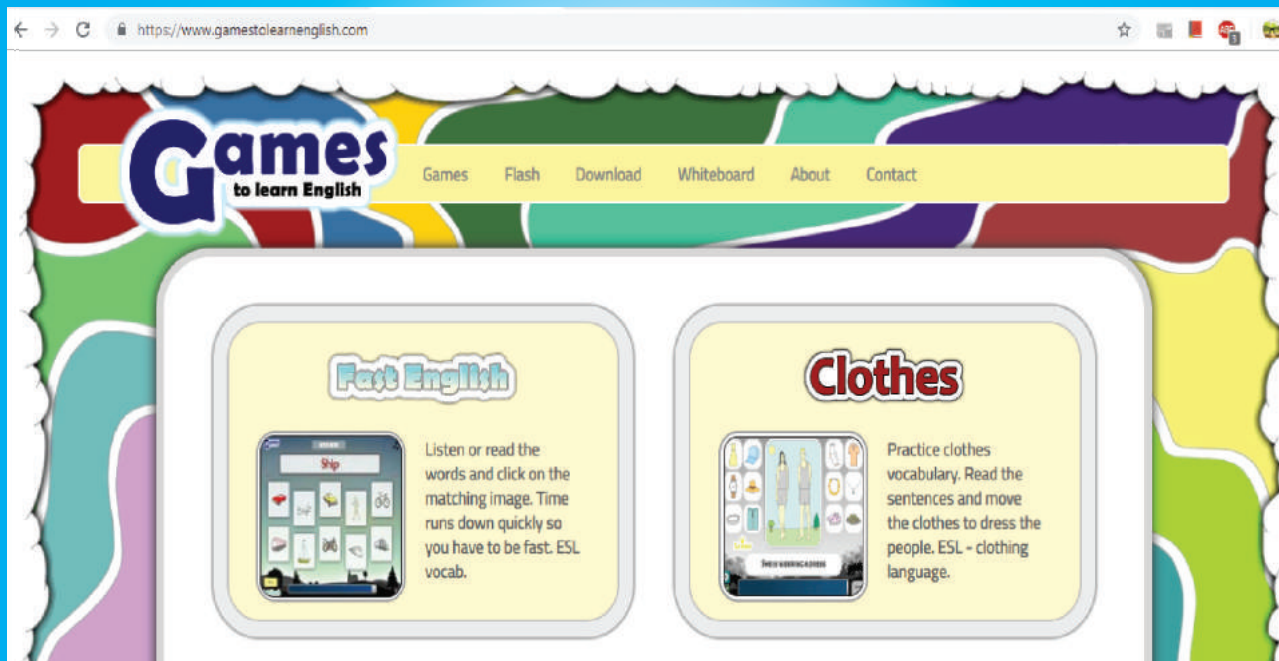 https://www.gamestolearnenglish.com
ABP
3
Games
to learn English
Games Flash Download Whiteboard About Contact
Fast English
Ship
Listen or read the
words and click on the
matching image. Time
runs down quickly so
you have to be fast. ESL
vocab.
Clothes
Practice clothes
vocabulary. Read the
sentences and move
the clothes to dress the
people. ESL - clothing
language.